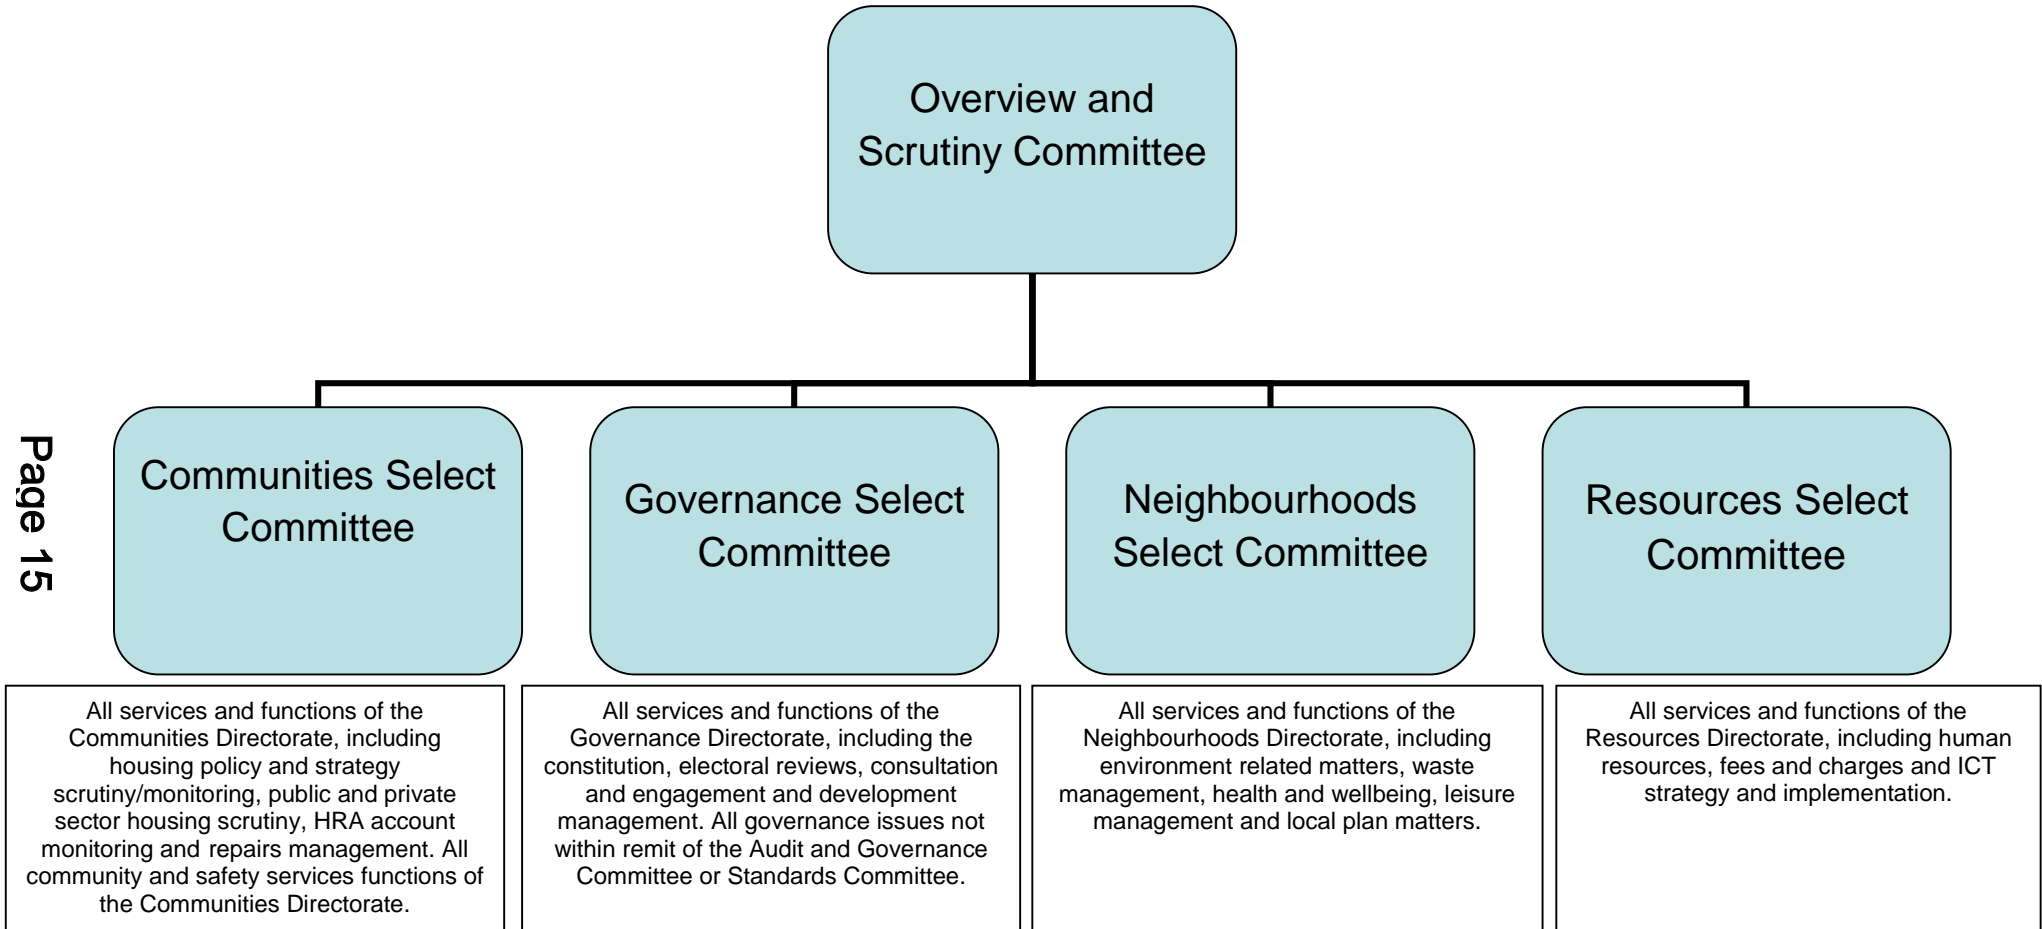 Overview and
Scrutiny Committee
Page 15
Communities Select
Committee
Governance Select
Committee
Neighbourhoods
Select Committee
Resources Select
Committee
All services and functions of the
Communities Directorate, including
housing policy and strategy
scrutiny/monitoring, public and private
sector housing scrutiny, HRA account
monitoring and repairs management. All
community and safety services functions of
the Communities Directorate.
All services and functions of the
Governance Directorate, including the
constitution, electoral reviews, consultation
and engagement and development
management. All governance issues not
within remit of the Audit and Governance
Committee or Standards Committee.
All services and functions of the
Neighbourhoods Directorate, including
environment related matters, waste
management, health and wellbeing, leisure
management and local plan matters.
All services and functions of the
Resources Directorate, including human
resources, fees and charges and ICT
strategy and implementation.